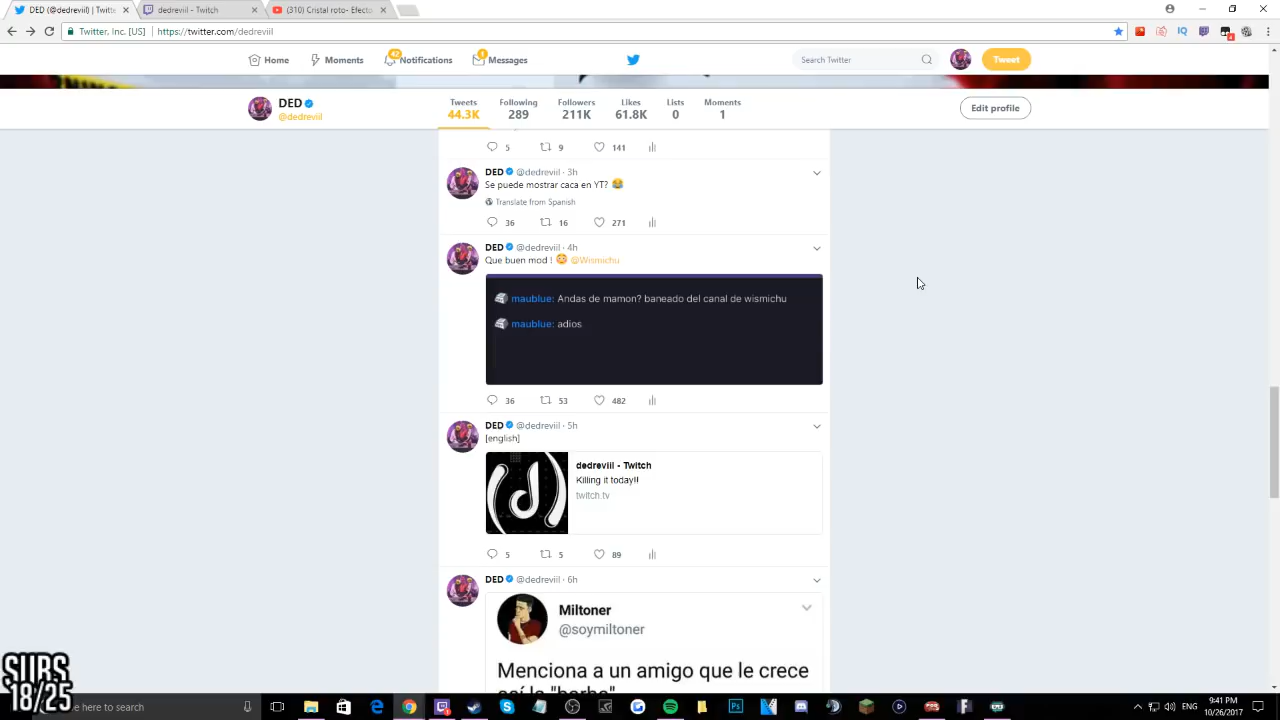 DED (@dedreviil) | Twitt
dedreviil - Twitch
(310) Cristal roto- Efecto
Twitter, Inc. [US]
https://twitter.com/dedreviil
Home
Moments
42
Notifications
1
Messages
Search Twitter
Tweet
DED
@dedreviil
Tweets
44.3K
Following
289
Followers
211K
Likes
61.8K
Lists
0
Moments
1
Edit profile
5 9 141
DED @dedreviil · 3h
Se puede mostrar caca en YT?
Translate from Spanish
36 16 271
DED @dedreviil · 4h
Que buen mod ! @Wismichu
maublue: Andas de mamon? baneado del canal de wismichu
maublue: adios
36 53 482
DED @dedreviil · 5h
[english]
dedreviil - Twitch
Killing it today!!
twitch.tv
5 5 89
DED @dedreviil · 6h
Miltoner
@soymiltoner
Menciona a un amigo que le crece
así la "barba"
SUBS
18/25
here to search
ENG
9:41 PM
10/26/2017